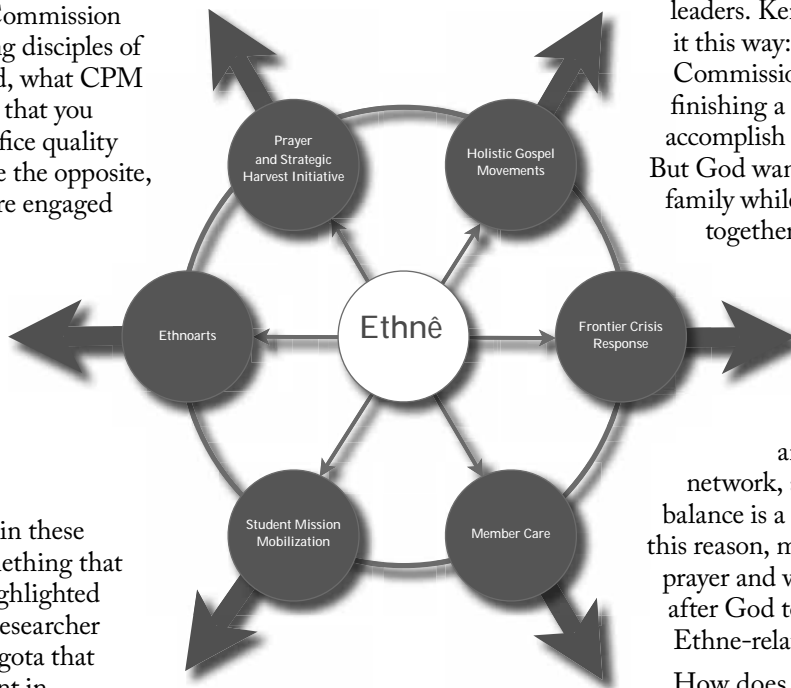 Commission
ng disciples of
d, what CPM
that you
fice quality
e the opposite,
re engaged
in these
ething that
ghlighted
esearcher
gota that
nt in
Prayer
and Strategic
Harvest Initiative
Holistic Gospel
Movements
Ethnoarts
Ethnê
Frontier Crisis
Response
Student Mission
Mobilization
Member Care
leaders. Ke
it this way:
Commissio
finishing a
accomplish
But God wan
family while
together
a
network,
balance is a
this reason, m
prayer and w
after God t
Ethne-rela
How does